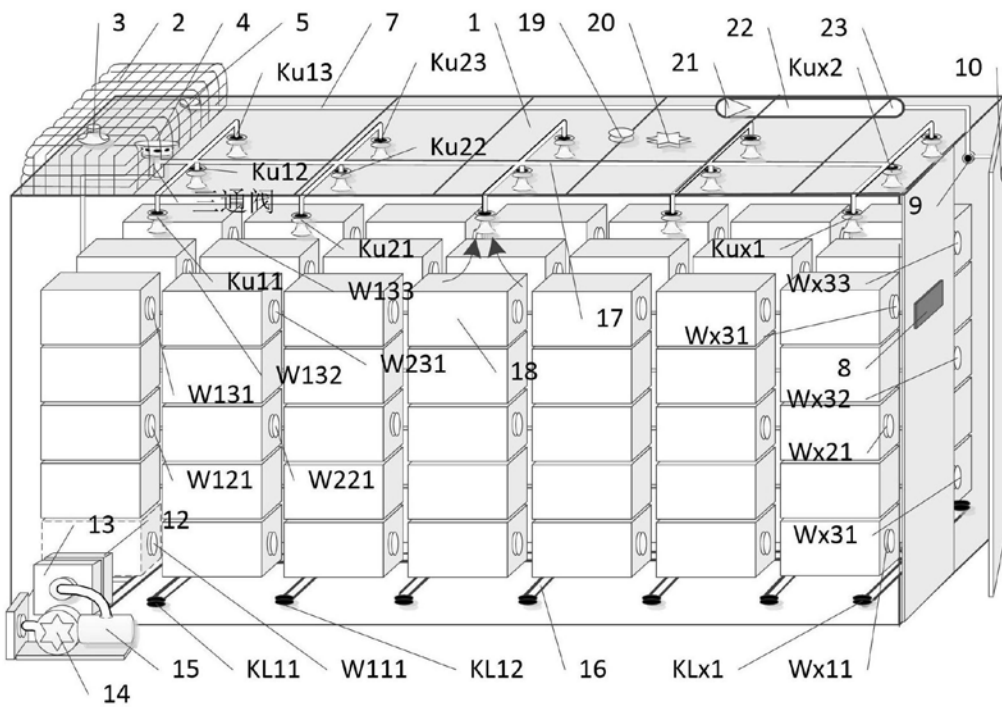 3 2 4 5 7 1 19 20 22 23
Ku13 Ku23 21 Kux2 10
Ku12 Ku22
三通阀 9
Ku11 Ku21 Kux1
W133 Wx33
17 Wx31
W132 W231 18 8
W131 Wx32
Wx21
W121 W221
13 12 Wx31
15 KL11 W111 KL12 16 KLx1 Wx11
14